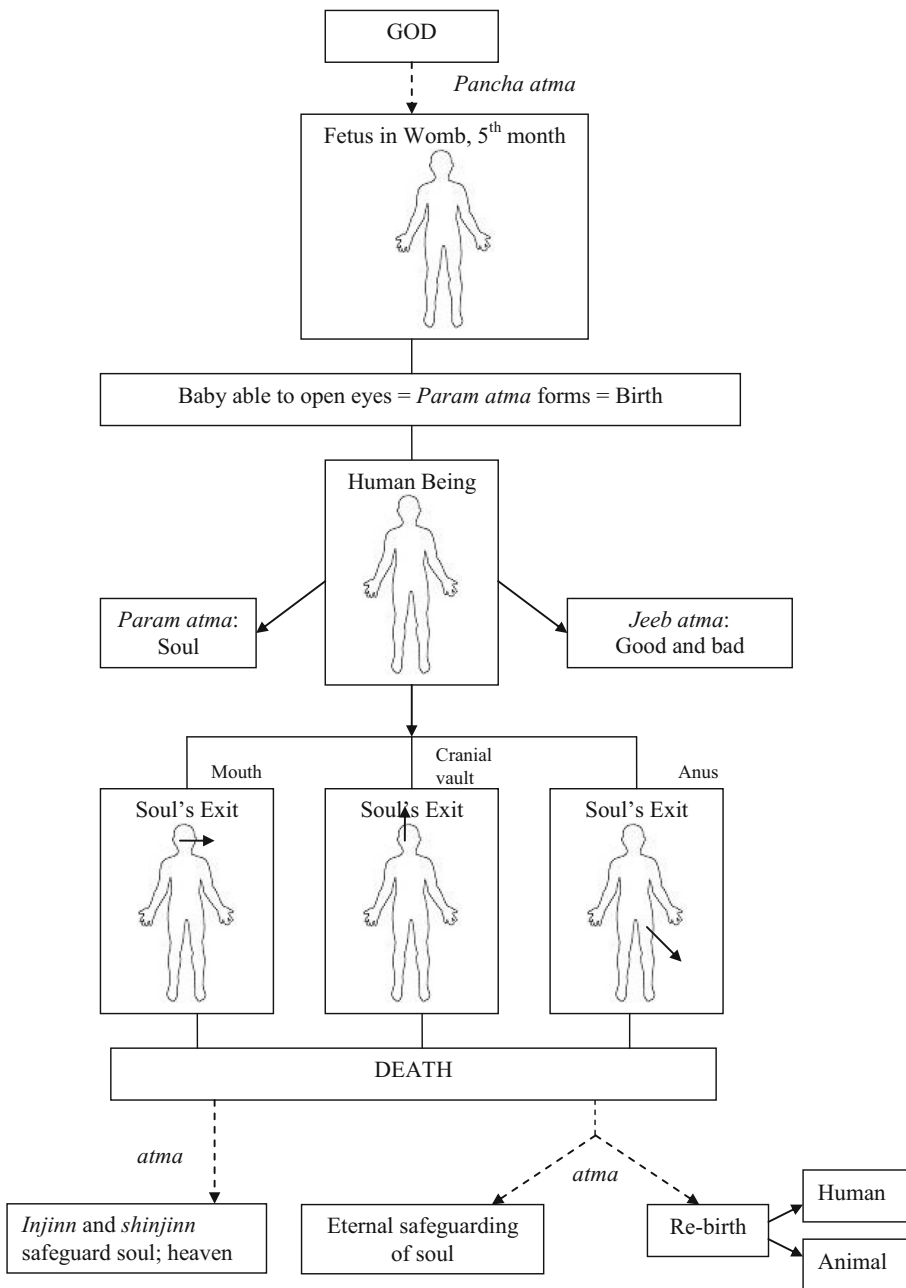 GOD
Pancha atma
Fetus in Womb, 5th month
Baby able to open eyes = Param atma forms = Birth
Human Being
Param atma:
Soul
Jeeb atma:
Good and bad
Mouth
Cranial
vault
Anus
Soul's Exit
Soul's Exit
Soul's Exit
DEATH
atma
atma
Injinn and shinjinn
safeguard soul; heaven
Eternal safeguarding
of soul
Re-birth
Human
Animal